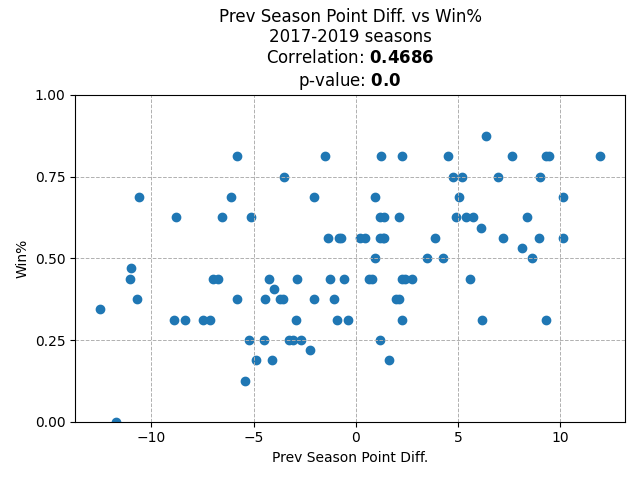 Prev Season Point Diff. vs Win%
2017-2019 seasons
Correlation: 0.4686
p-value: 0.0
1.00
0.75
0.50
0.25
0.00
Win%
−10
−5
0
5
10
Prev Season Point Diff.